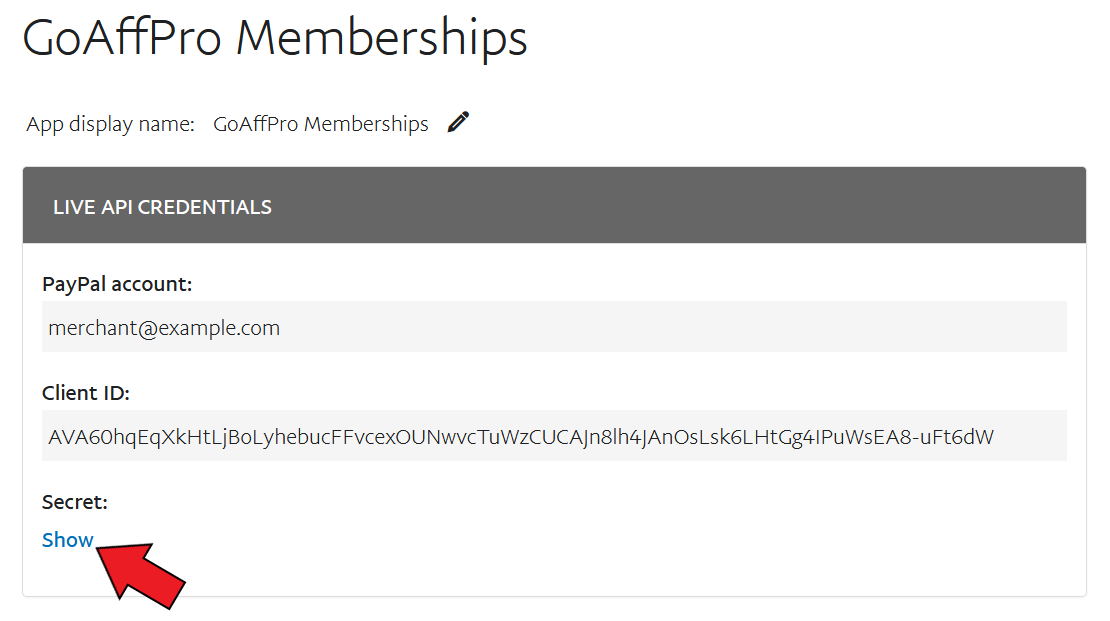 GoAffPro Memberships
App display name: GoAffPro Memberships
LIVE API CREDENTIALS
PayPal account:
merchant@example.com
Client ID:
AVA60hqEqXkHtLjBoLyhebucFFvcexOUNwvcTuWzCUCAJn8lh4JAnOsLsk6LHtGg4IPuWsEA8-uFt6dW
Secret:
Show